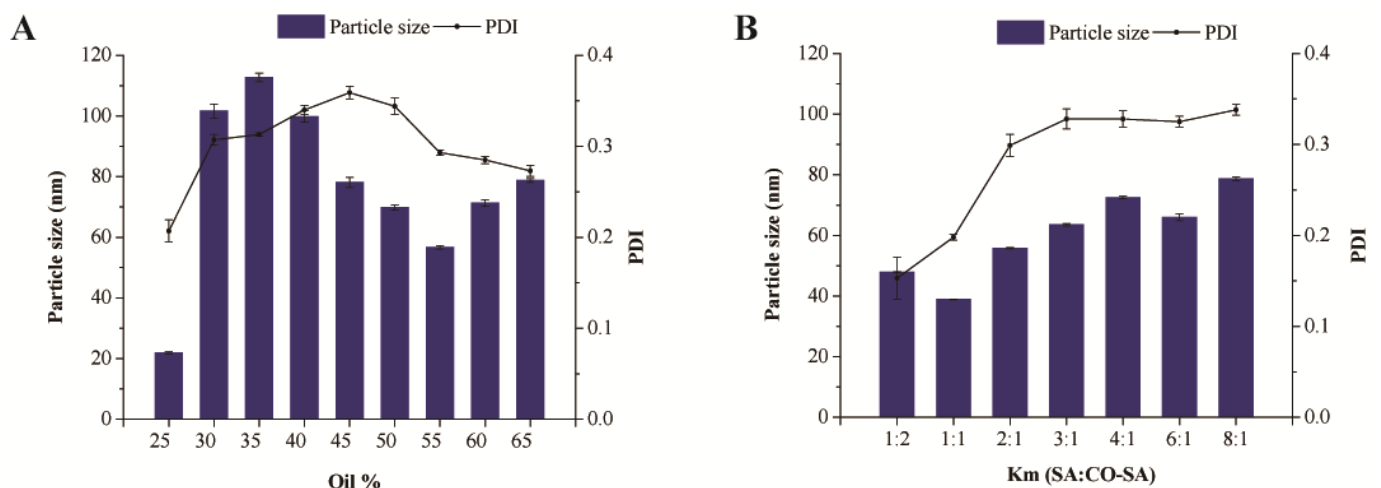 A
Particle size
PDI
120
100
80
60
40
20
0
Particle size (nm)
0.4
0.3
0.2
0.1
0.0
PDI
25 30 35 40 45 50 55 60 65
Oil %
B
Particle size
PDI
120
100
80
60
40
20
0
Particle size (nm)
0.4
0.3
0.2
0.1
0.0
PDI
1:2 1:1 2:1 3:1 4:1 6:1 8:1
Km (SA:CO-SA)